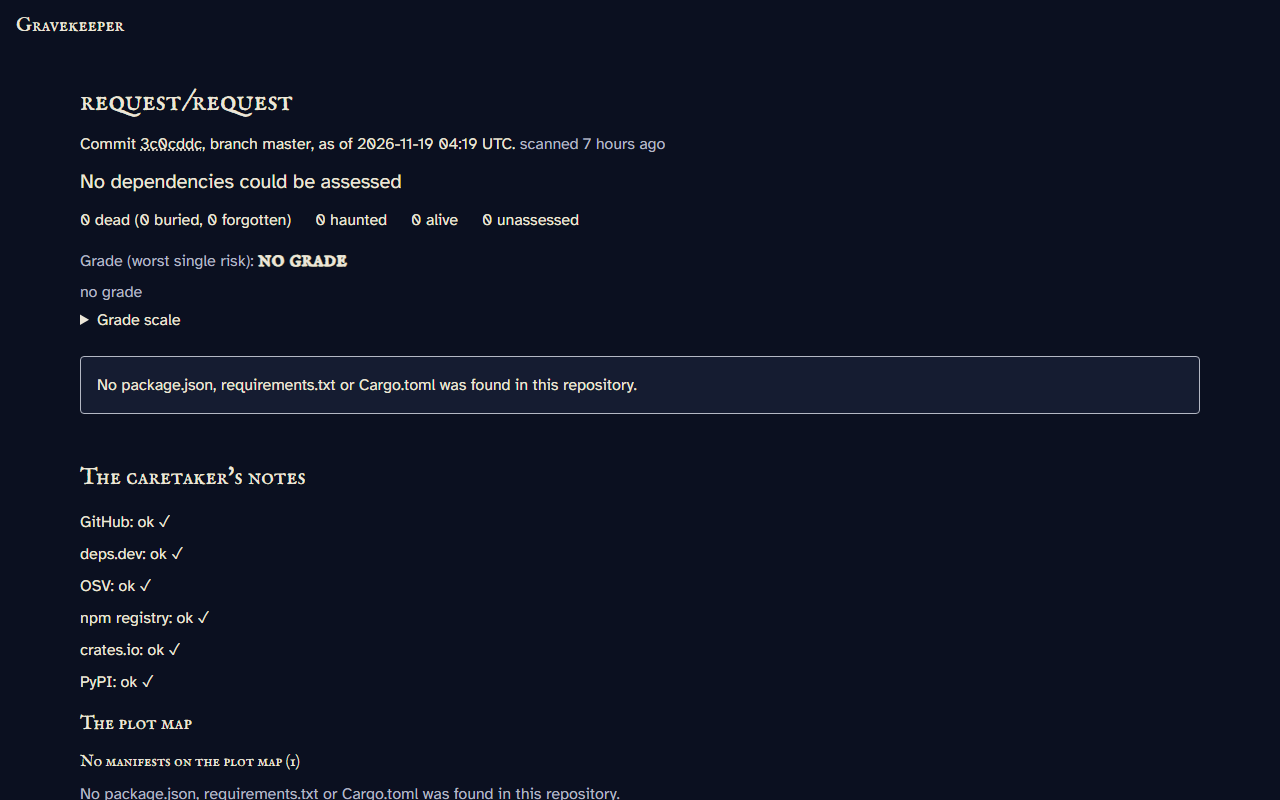 Gravekeeper
request/request
Commit 3c0cddc, branch master, as of 2026-11-19 04:19 UTC. scanned 7 hours ago
No dependencies could be assessed
0 dead (0 buried, 0 forgotten) 0 haunted 0 alive 0 unassessed
Grade (worst single risk): NO GRADE
no grade
▶ Grade scale
No package.json, requirements.txt or Cargo.toml was found in this repository.
The caretaker’s notes
GitHub: ok ✓
deps.dev: ok ✓
OSV: ok ✓
npm registry: ok ✓
crates.io: ok ✓
PyPI: ok ✓
The plot map
No manifests on the plot map (1)
No package.json, requirements.txt or Cargo.toml was found in this repository.